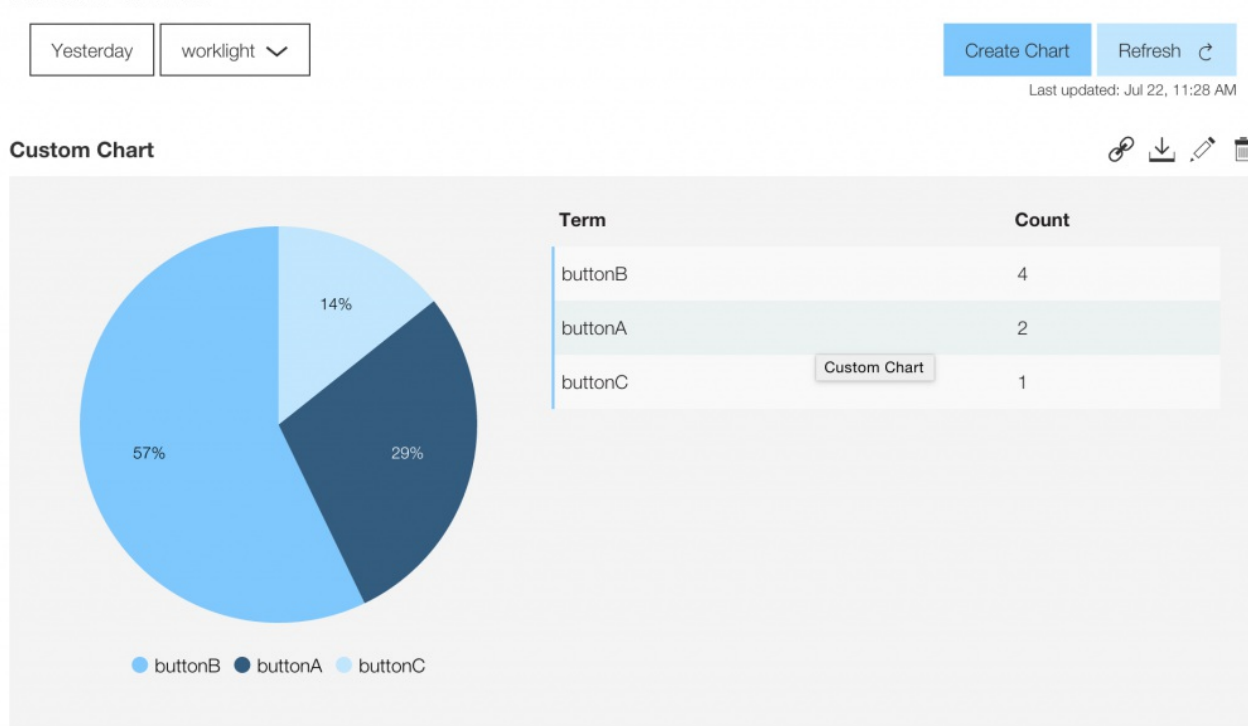 Yesterday worklight Create Chart Refresh
Last updated: Jul 22, 11:28 AM
Custom Chart
Term Count
buttonB 4
14%
buttonA 2
Custom Chart
buttonC 1
57% 29%
buttonB buttonA buttonC